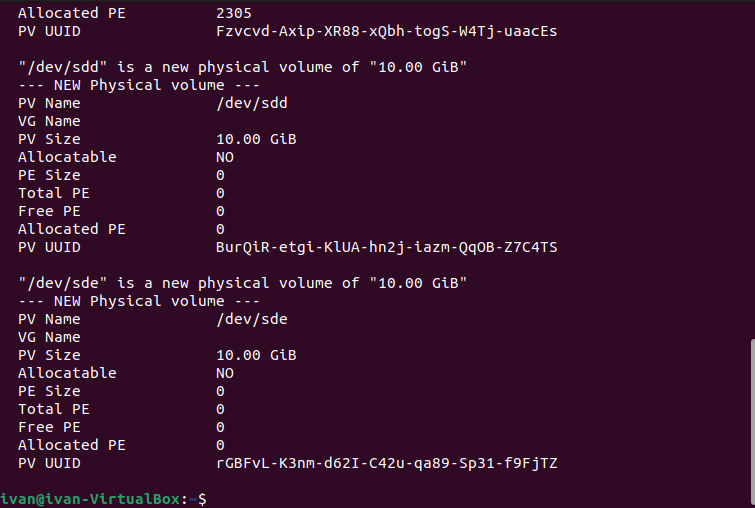 Allocated PE 2305
PV UUID Fzvcvd-Axip-XR88-xQbh-togS-W4Tj-uaacEs
"/dev/sdd" is a new physical volume of "10.00 GiB"
--- NEW Physical volume ---
PV Name /dev/sdd
VG Name
PV Size 10.00 GiB
Allocatable NO
PE Size 0
Total PE 0
Free PE 0
Allocated PE 0
PV UUID BurQiR-etgi-KlUA-hn2j-iazm-QqOB-Z7C4TS
"/dev/sde" is a new physical volume of "10.00 GiB"
--- NEW Physical volume ---
PV Name /dev/sde
VG Name
PV Size 10.00 GiB
Allocatable NO
PE Size 0
Total PE 0
Free PE 0
Allocated PE 0
PV UUID rGBFvL-K3nm-d62I-C42u-qa89-Sp31-f9FjTZ
ivan@ivan-VirtualBox:~$